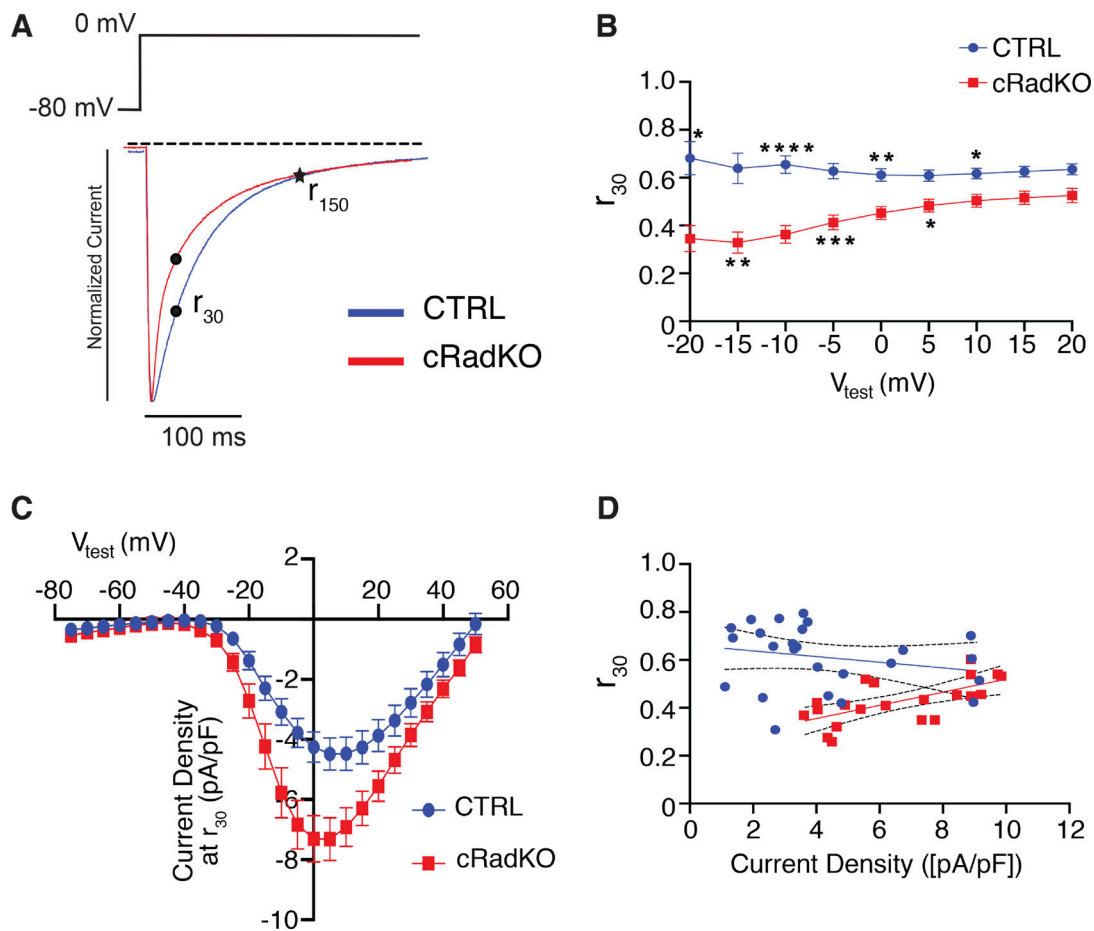 A
0 mV
-80 mV
Normalized Current
r150
r30
CTRL
cRadKO
100 ms
B
CTRL
cRadKO
1.0
0.8
0.6
0.4
0.2
0
r30
*
****
**
*
**
***
*
-20 -15 -10 -5 0 5 10 15 20
Vtest (mV)
C
Vtest (mV)
2
-80 -60 -40 -20 20 40 60
-2
-4
-6
-8
-10
Current Density
at r30 (pA/pF)
CTRL
cRadKO
D
1.0
0.8
0.6
0.4
0.2
0
r30
0 2 4 6 8 10 12
Current Density ([pA/pF])